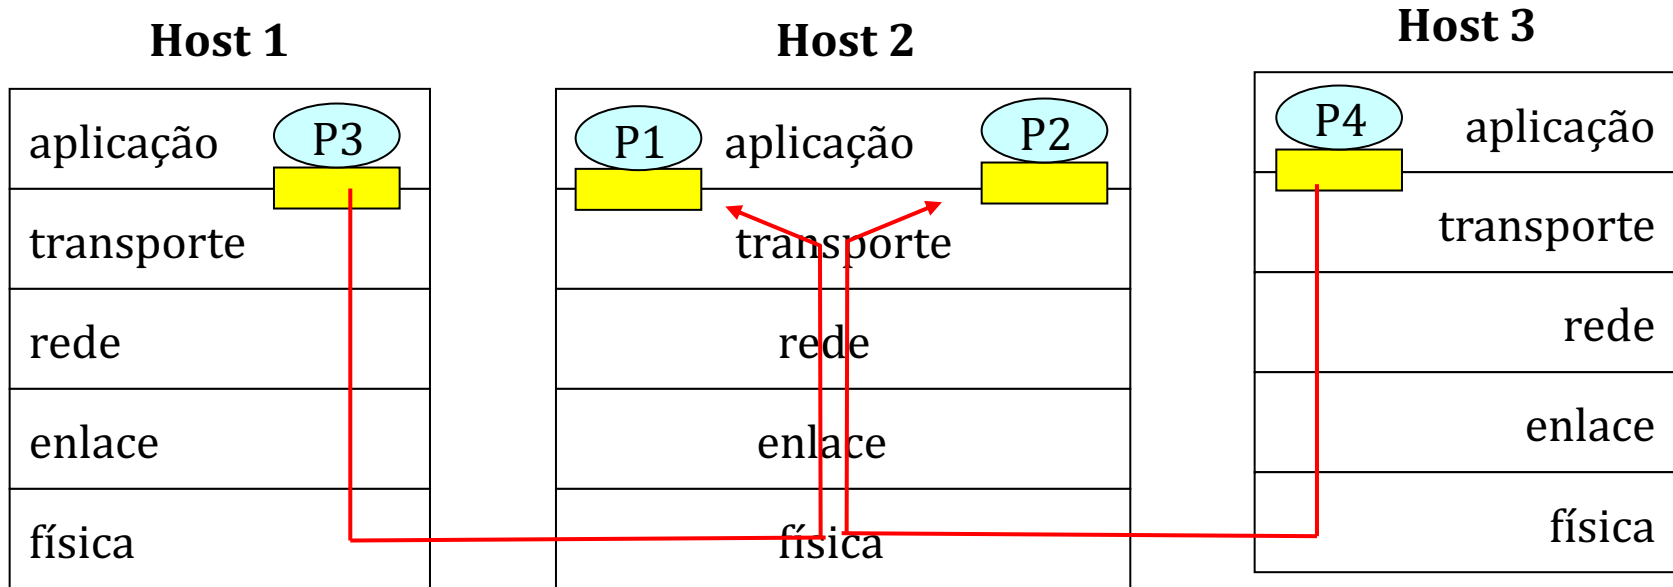 Host 1
Host 2
Host 3
aplicação
P3
transporte
rede
enlace
física
P1
aplicação
P2
transporte
rede
enlace
física
P4
aplicação
transporte
rede
enlace
física